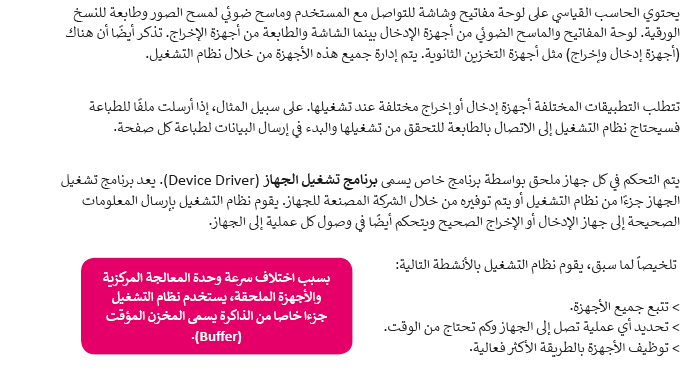 يحتوي الحاسب القياسي على لوحة مفاتيح وشاشة للتواصل مع المستخدم وماسح ضوئي لمسح الصور وطابعة للنسخ
الورقية. لوحة المفاتيح والماسح الضوئي من أجهزة الإدخال بينما الشاشة والطابعة من أجهزة الإخراج. تذكر أيضًا أن هناك
(أجهزة إدخال وإخراج) مثل أجهزة التخزين الثانوية. يتم إدارة جميع هذه الأجهزة من خلال نظام التشغيل.
تتطلب التطبيقات المختلفة أجهزة إدخال أو إخراج مختلفة عند تشغيلها. على سبيل المثال، إذا أرسلت ملفًا للطباعة
فسيحتاج نظام التشغيل إلى الاتصال بالطابعة للتحقق من تشغيلها والبدء في إرسال البيانات لطباعة كل صفحة.
يتم التحكم في كل جهاز ملحق بواسطة برنامج خاص يسمى برنامج تشغيل الجهاز (Device Driver). يعد برنامج تشغيل
الجهاز جزءًا من نظام التشغيل أو يتم توفيره من خلال الشركة المصنعة للجهاز. يقوم نظام التشغيل بإرسال المعلومات
الصحيحة إلى جهاز الإدخال أو الإخراج الصحيح ويتحكم أيضًا في وصول كل عملية إلى الجهاز.
تلخيصاً لما سبق، يقوم نظام التشغيل بالأنشطة التالية:
> تتبع جميع الأجهزة.
> تحديد أي عملية تصل إلى الجهاز وكم تحتاج من الوقت.
> توظيف الأجهزة بالطريقة الأكثر فعالية.
بسبب اختلاف سرعة وحدة المعالجة المركزية
والأجهزة الملحقة، يستخدم نظام التشغيل
جزءا خاصا من الذاكرة يسمى المخزن المؤقت
(Buffer).